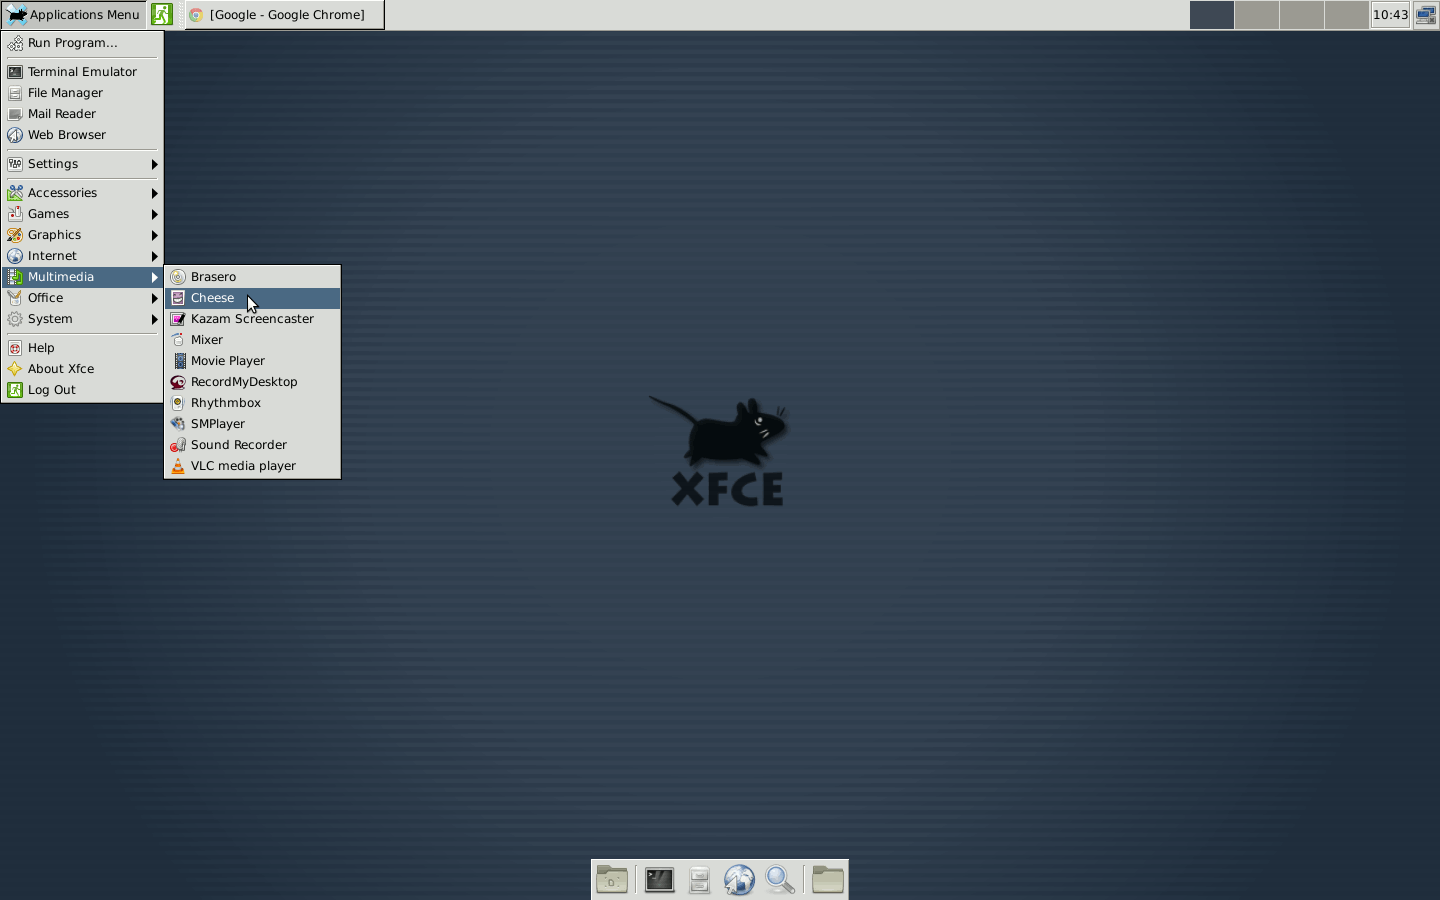 Applications Menu
[Google - Google Chrome]
10:43
Run Program...
Terminal Emulator
File Manager
Mail Reader
Web Browser
Settings
Accessories
Games
Graphics
Internet
Multimedia
Office
System
Help
About Xfce
Log Out
Brasero
Cheese
Kazam Screencaster
Mixer
Movie Player
RecordMyDesktop
Rhythmbox
SMPlayer
Sound Recorder
VLC media player
XFCE